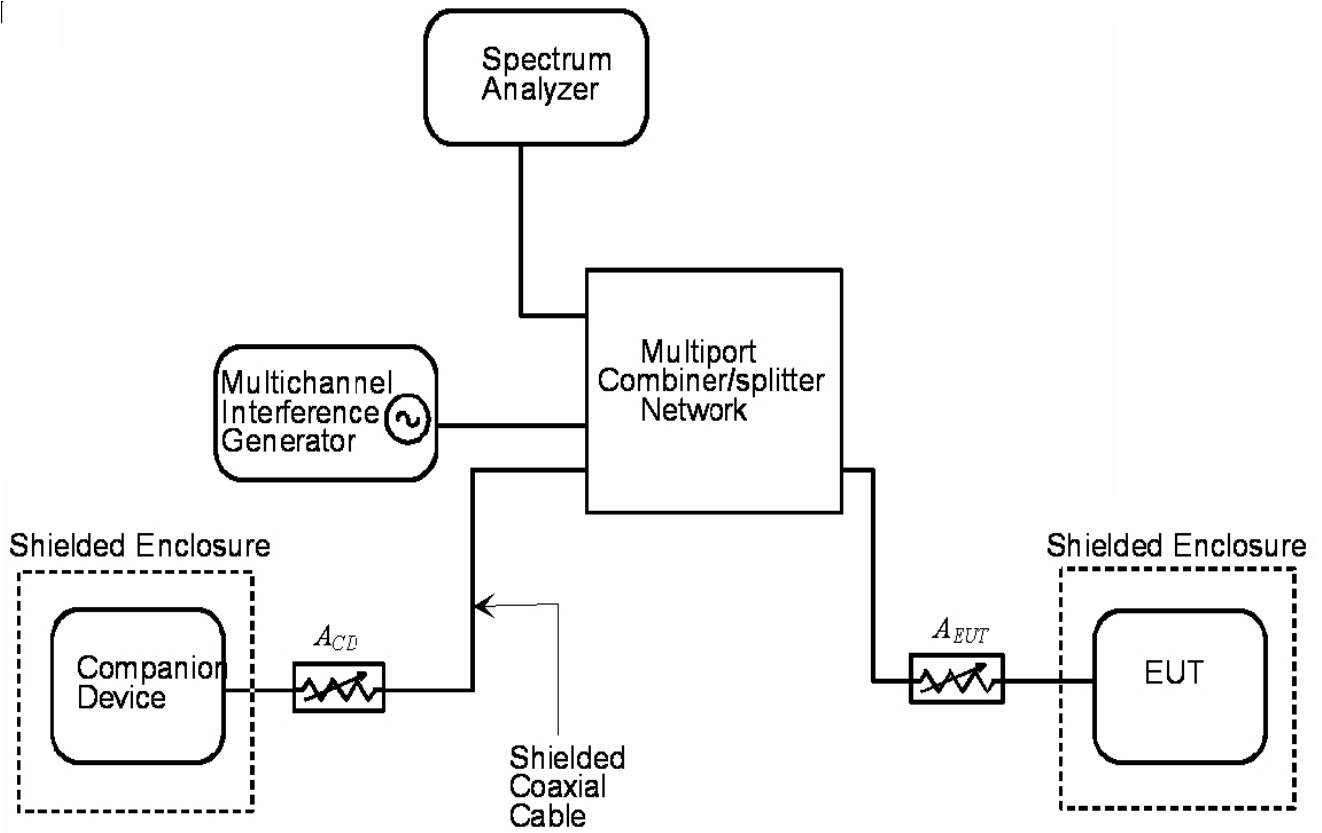 Spectrum
Analyzer
Multiport
Combiner/splitter
Network
Multichannel
Interference
Generator
Shielded Enclosure
Shielded Enclosure
Companion
Device
A_CD
A_EUT
EUT
Shielded
Coaxial
Cable